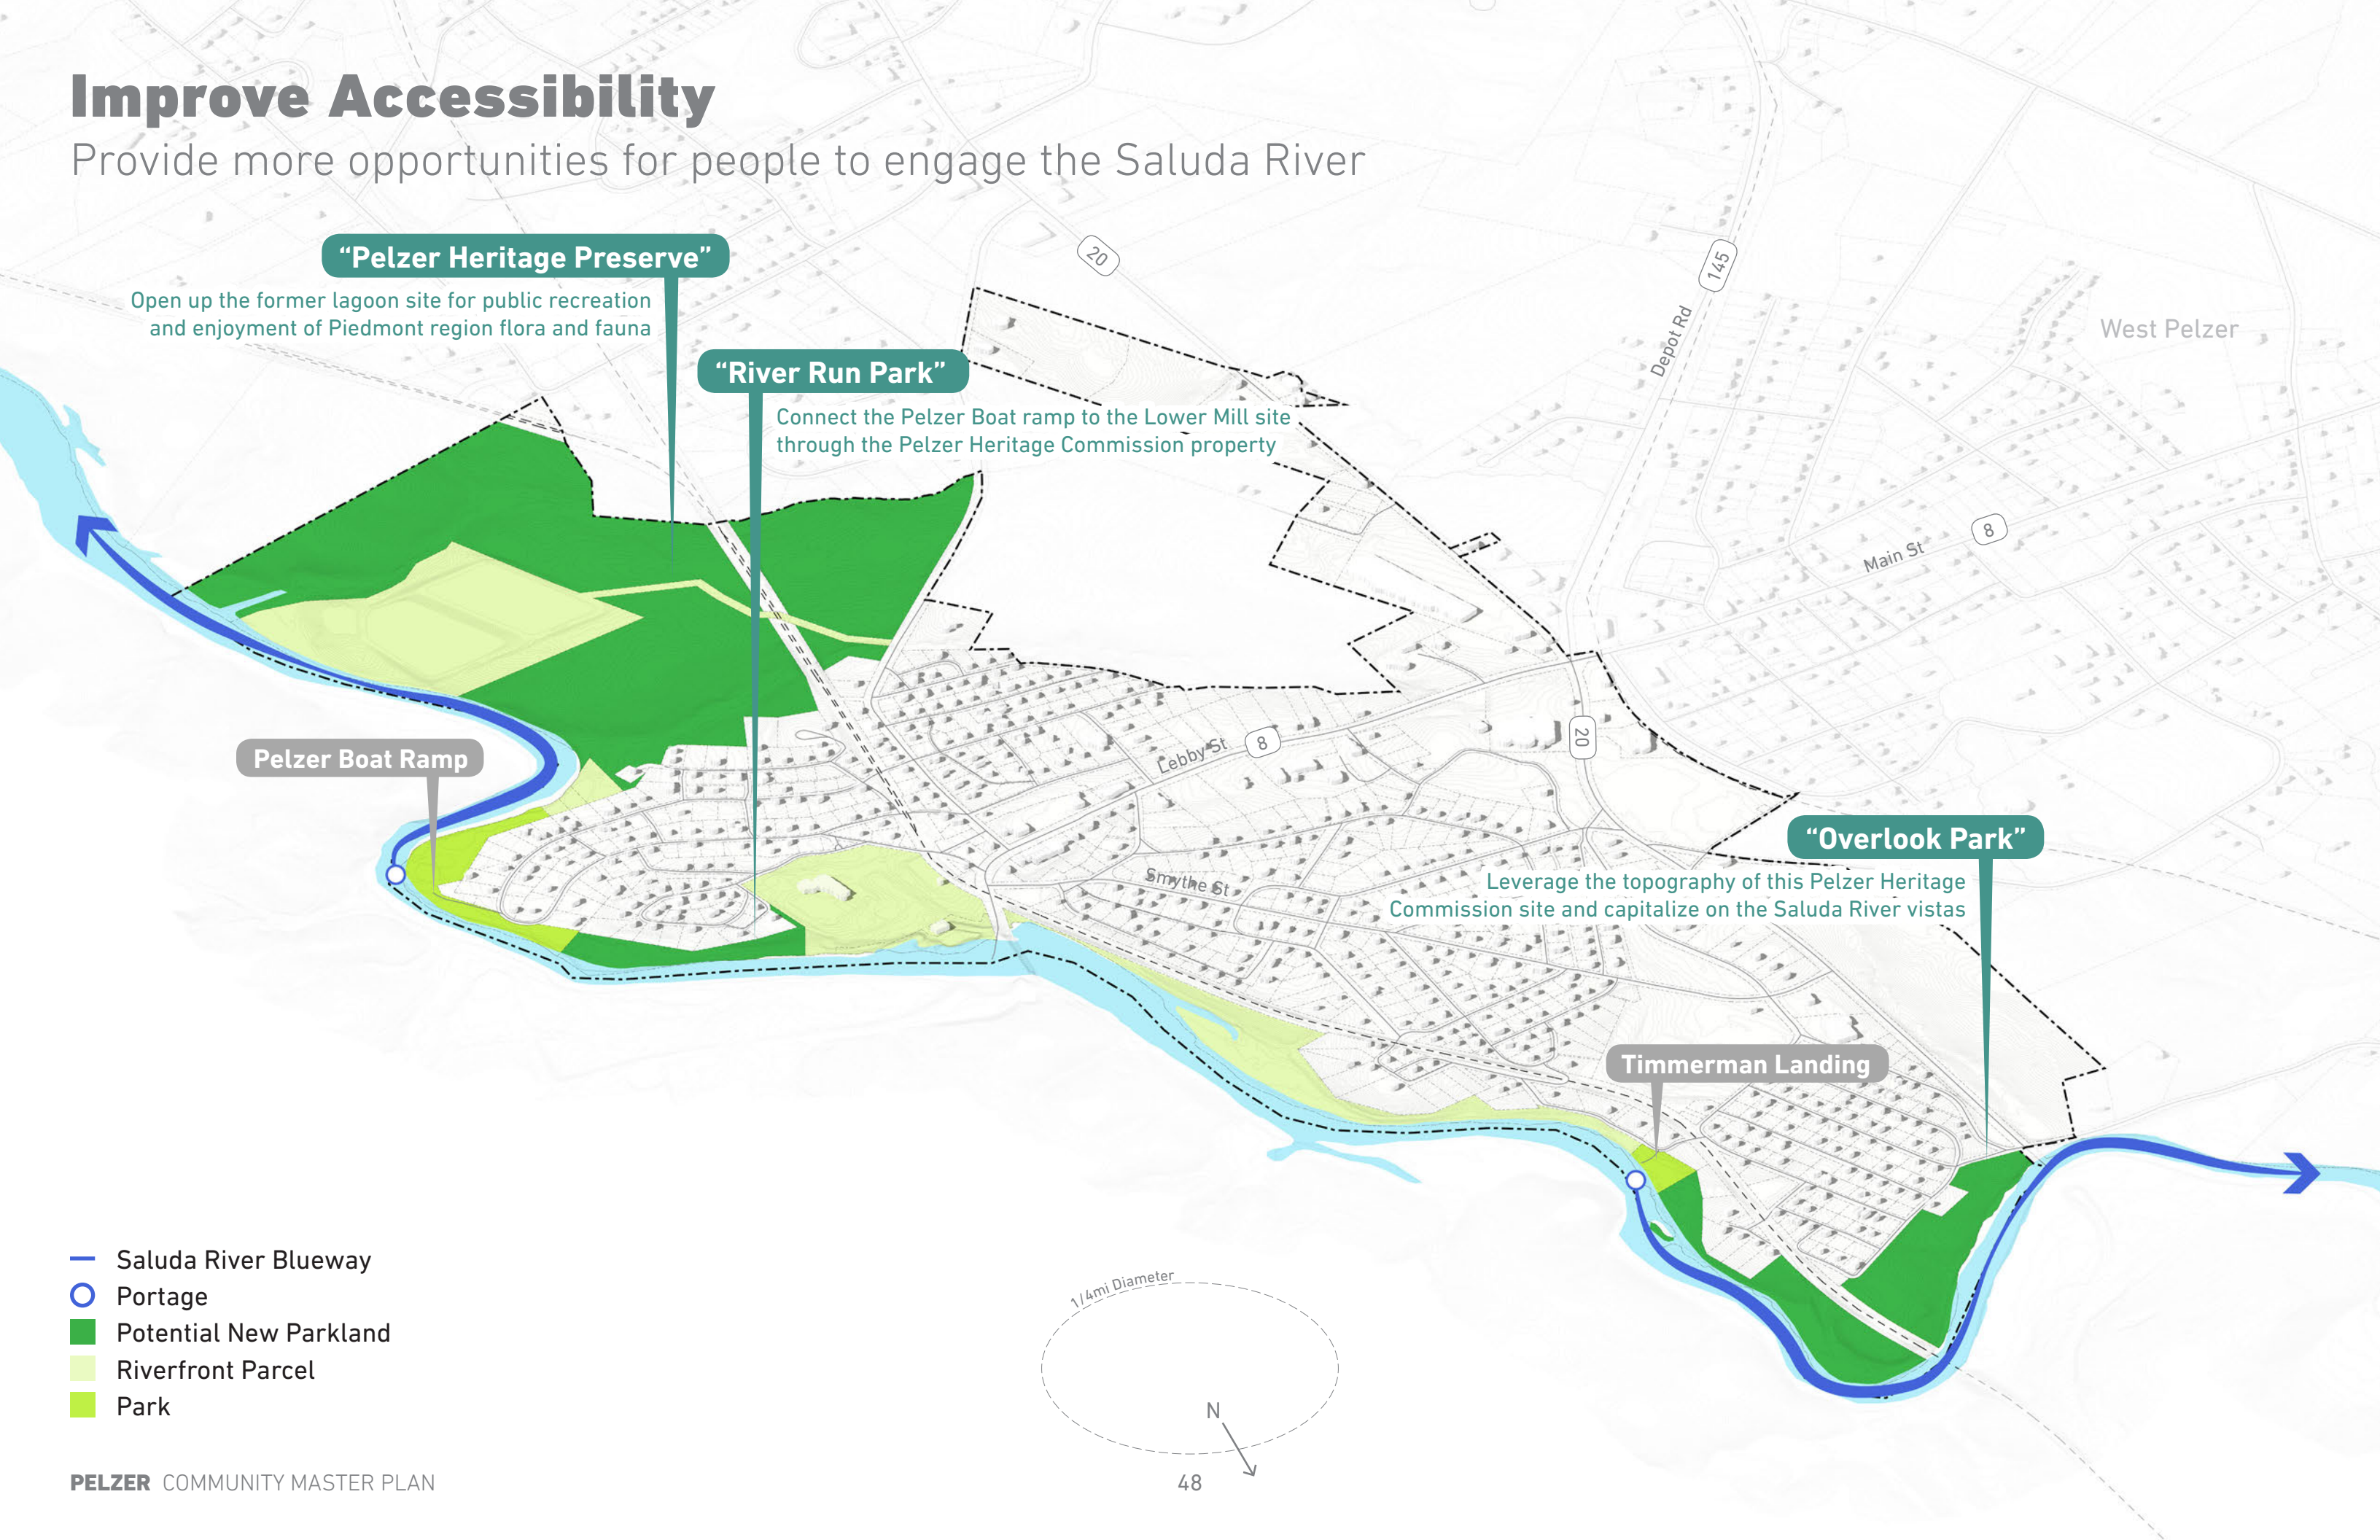 Improve Accessibility
Provide more opportunities for people to engage the Saluda River
“Pelzer Heritage Preserve”
Open up the former lagoon site for public recreation
and enjoyment of Piedmont region flora and fauna
“River Run Park”
Connect the Pelzer Boat ramp to the Lower Mill site
through the Pelzer Heritage Commission property
20
145
Depot Rd
West Pelzer
8
Main St
Pelzer Boat Ramp
Lebby St
8
20
Smythe St
“Overlook Park”
Leverage the topography of this Pelzer Heritage
Commission site and capitalize on the Saluda River vistas
Timmerman Landing
Saluda River Blueway
Portage
Potential New Parkland
Riverfront Parcel
Park
1/4mi Diameter
N
PELZER COMMUNITY MASTER PLAN
48